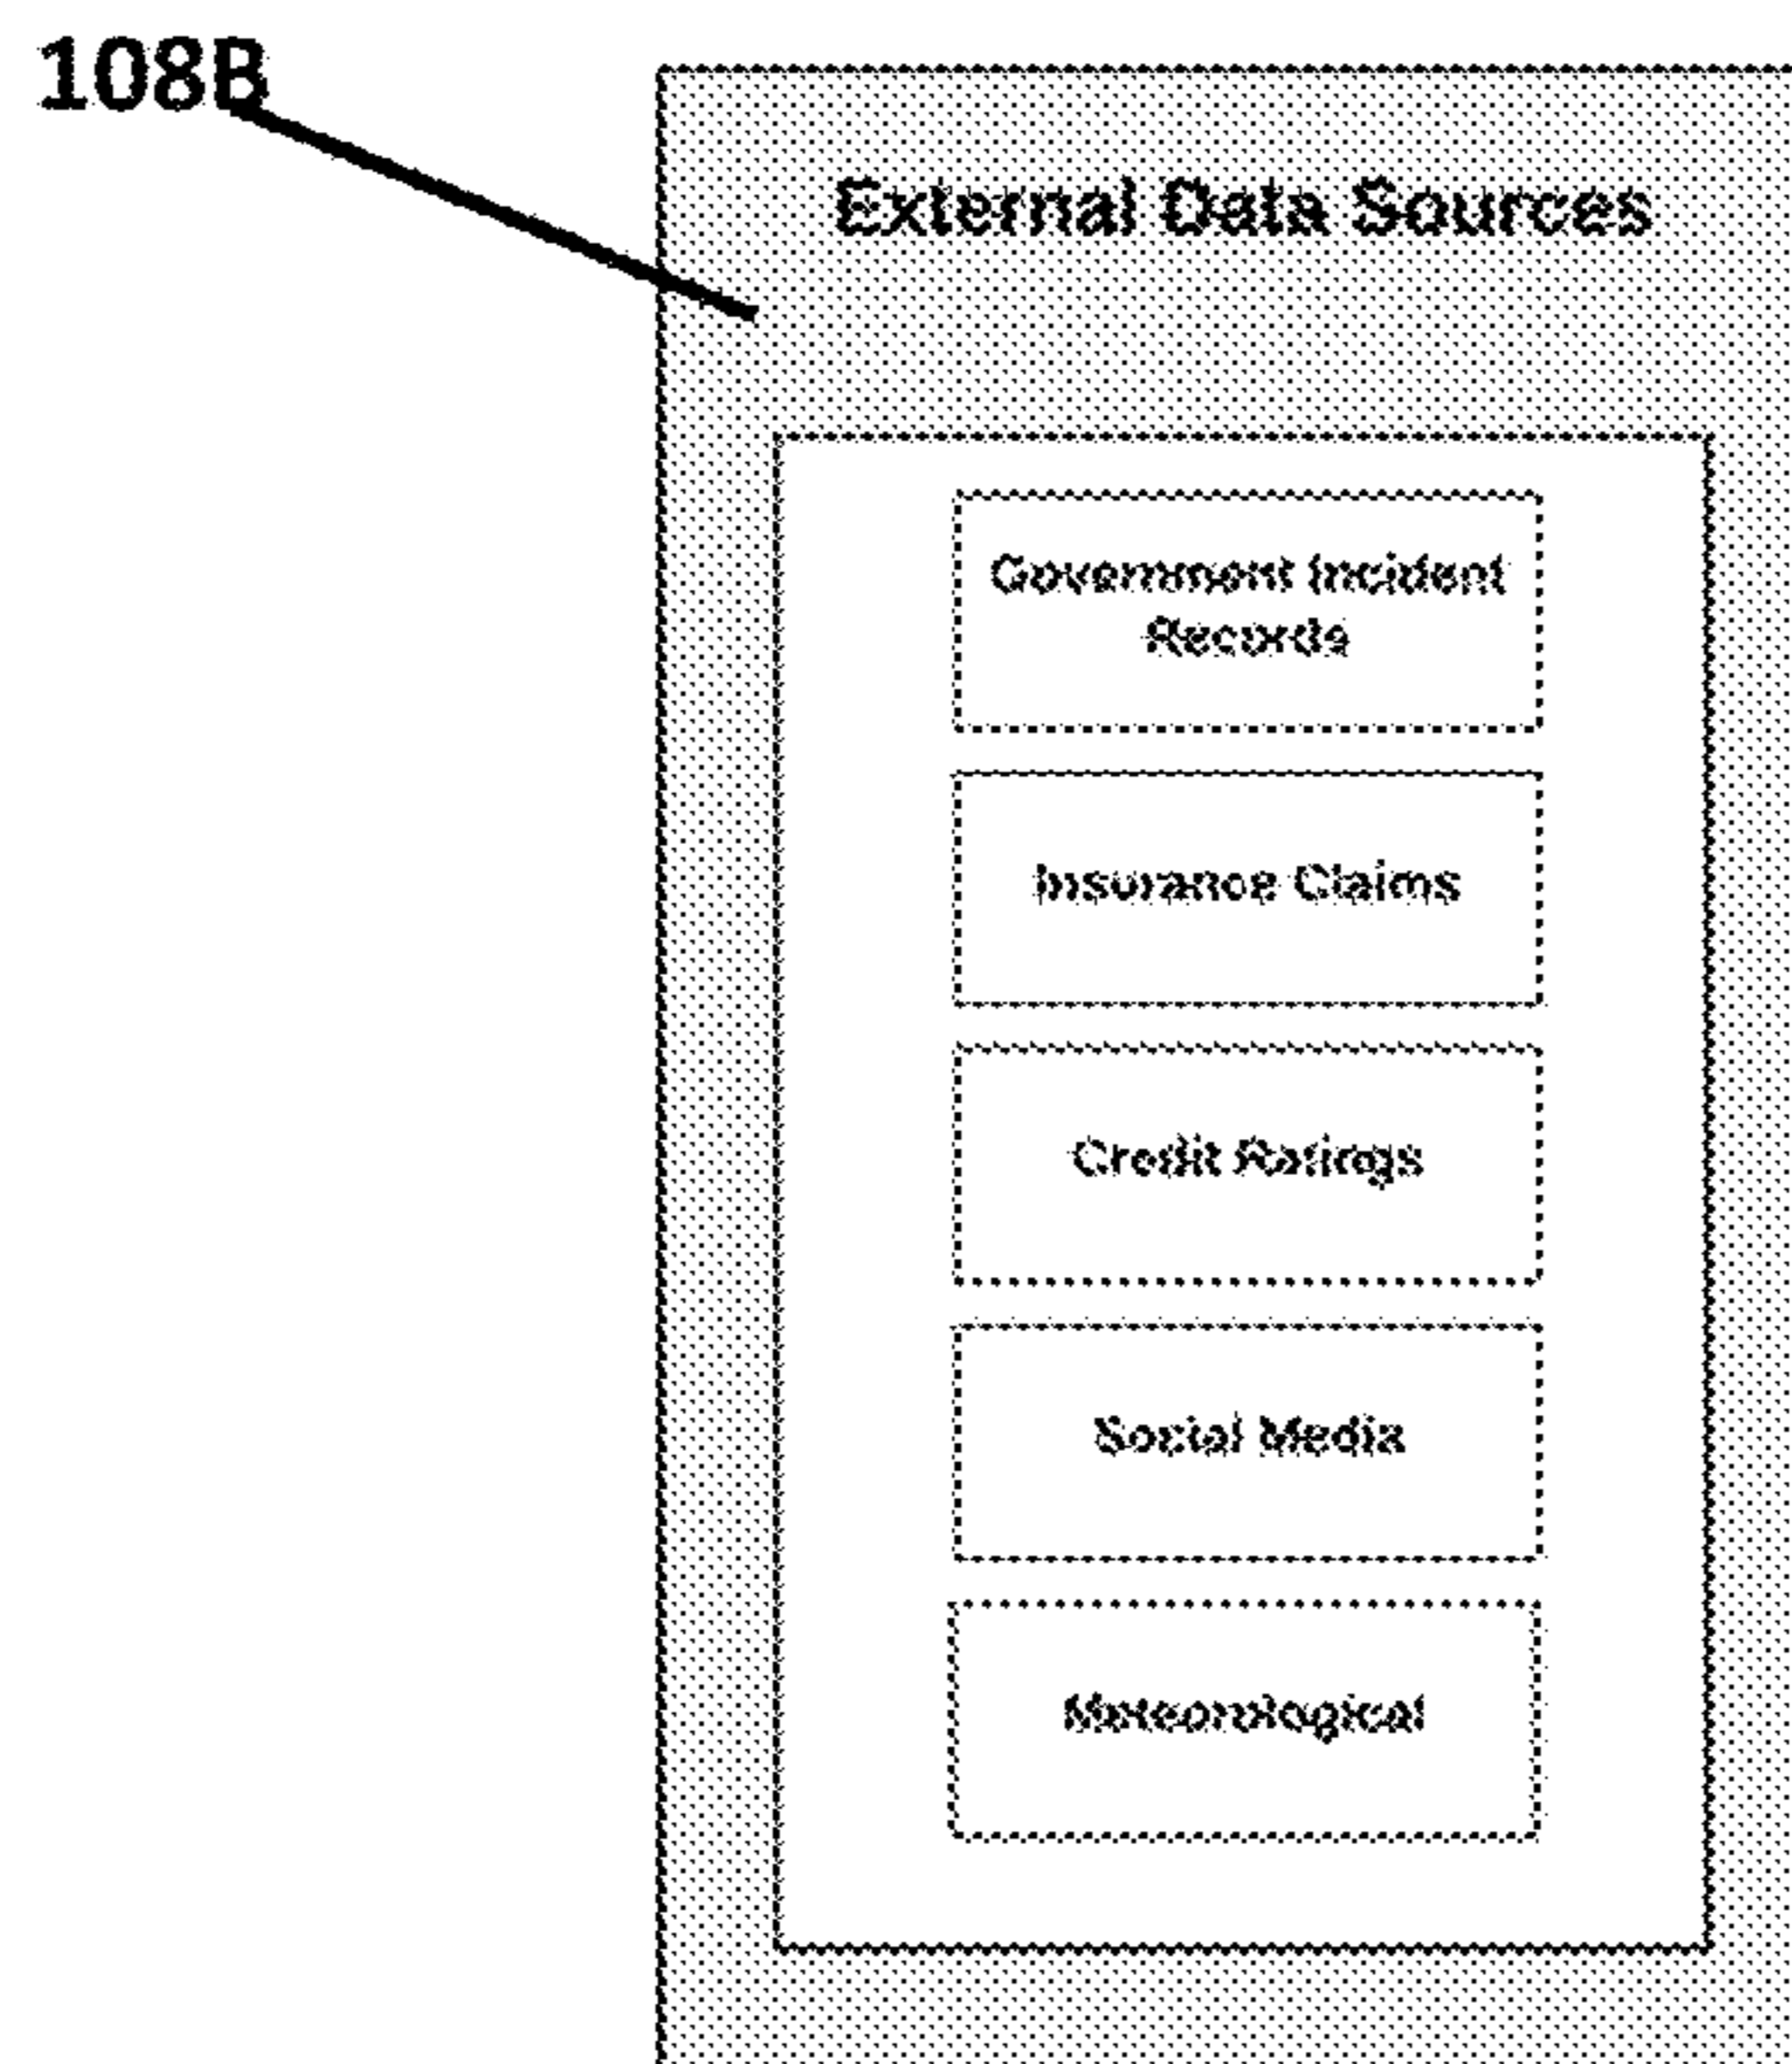 108B
External Data Sources
Government Incident
Records
Insurance Claims
Credit Ratings
Social Media
Meteorological